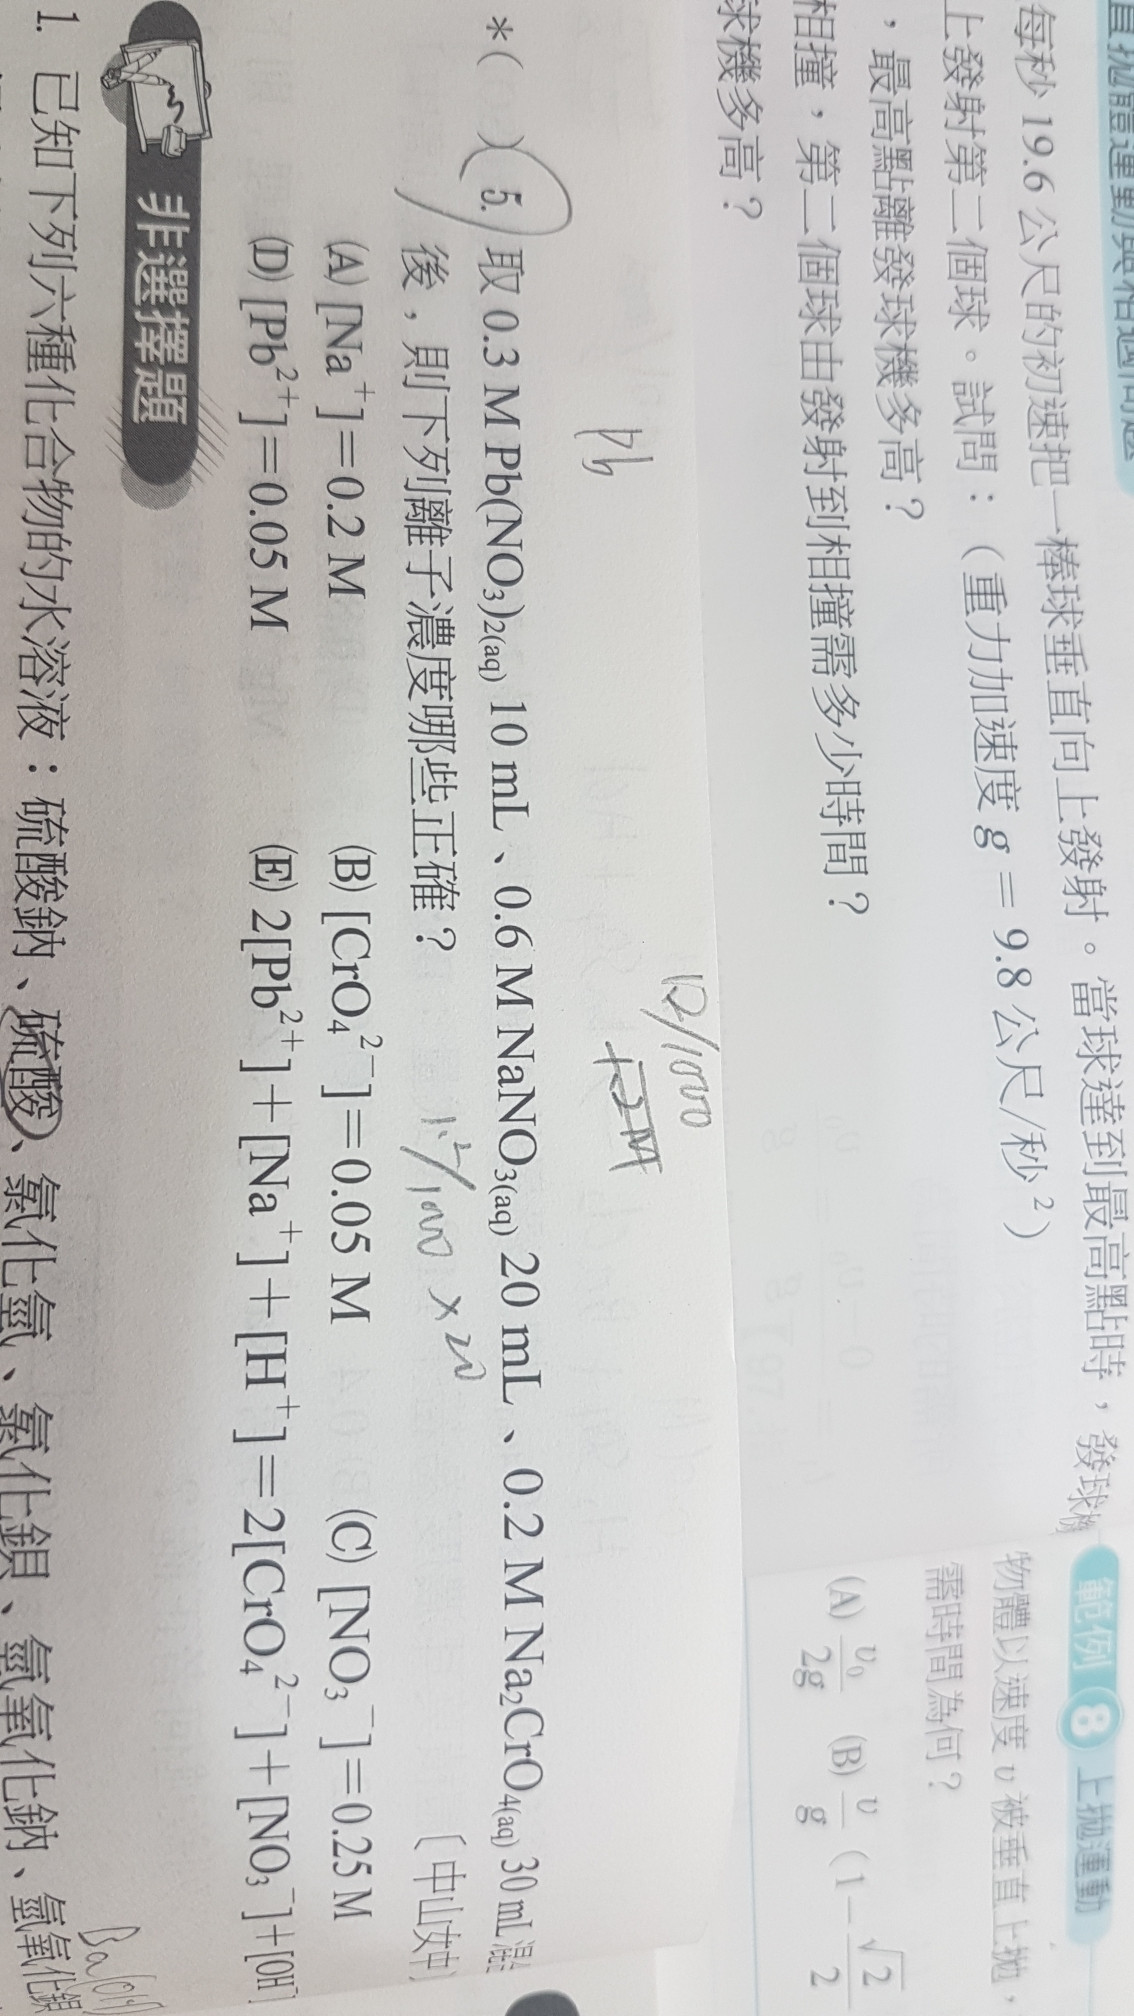 直拋體運動與相遇問題
每秒 19.6 公尺的初速把一棒球垂直向上發射。當球達到最高點時，發球機
上發射第二個球。試問：（重力加速度 g = 9.8 公尺/秒²）
，最高點離發球機多高？
相撞，第二個球由發射到相撞需多少時間？
球機多高？
範例 8 上拋運動
物體以速度 υ 被垂直上拋，
需時間為何？
(A) υ₀/2g (B) υ/g (1－√2/2
12/1000
Pb
*( ) 5. 取 0.3 M Pb(NO₃)₂(aq) 10 mL、0.6 M NaNO₃(aq) 20 mL、0.2 M Na₂CrO₄(aq) 30 mL 混
後，則下列離子濃度哪些正確？ 〔中山女中
1.2/1000 × 20
(A) [Na⁺]＝0.2 M (B) [CrO₄²⁻]＝0.05 M (C) [NO₃⁻]＝0.25 M
(D) [Pb²⁺]＝0.05 M (E) 2[Pb²⁺]＋[Na⁺]＋[H⁺]＝2[CrO₄²⁻]＋[NO₃⁻]＋[OH⁻]
非選擇題
1. 已知下列六種化合物的水溶液：硫酸鈉、硫酸、氯化氫、氯化鋇、氫氧化鈉、氫氧化鋇
Ba(OH)